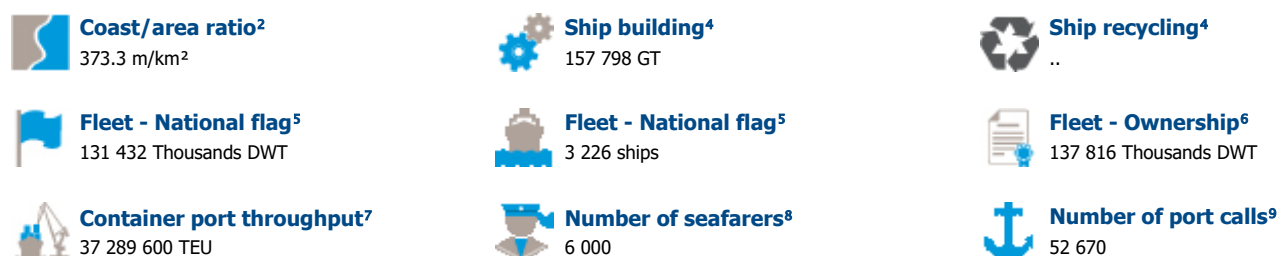 Coast/area ratio²
373.3 m/km²
Ship building⁴
157 798 GT
Ship recycling⁴
..
Fleet - National flag⁵
131 432 Thousands DWT
Fleet - National flag⁵
3 226 ships
Fleet - Ownership⁶
137 816 Thousands DWT
Container port throughput⁷
37 289 600 TEU
Number of seafarers⁸
6 000
Number of port calls⁹
52 670